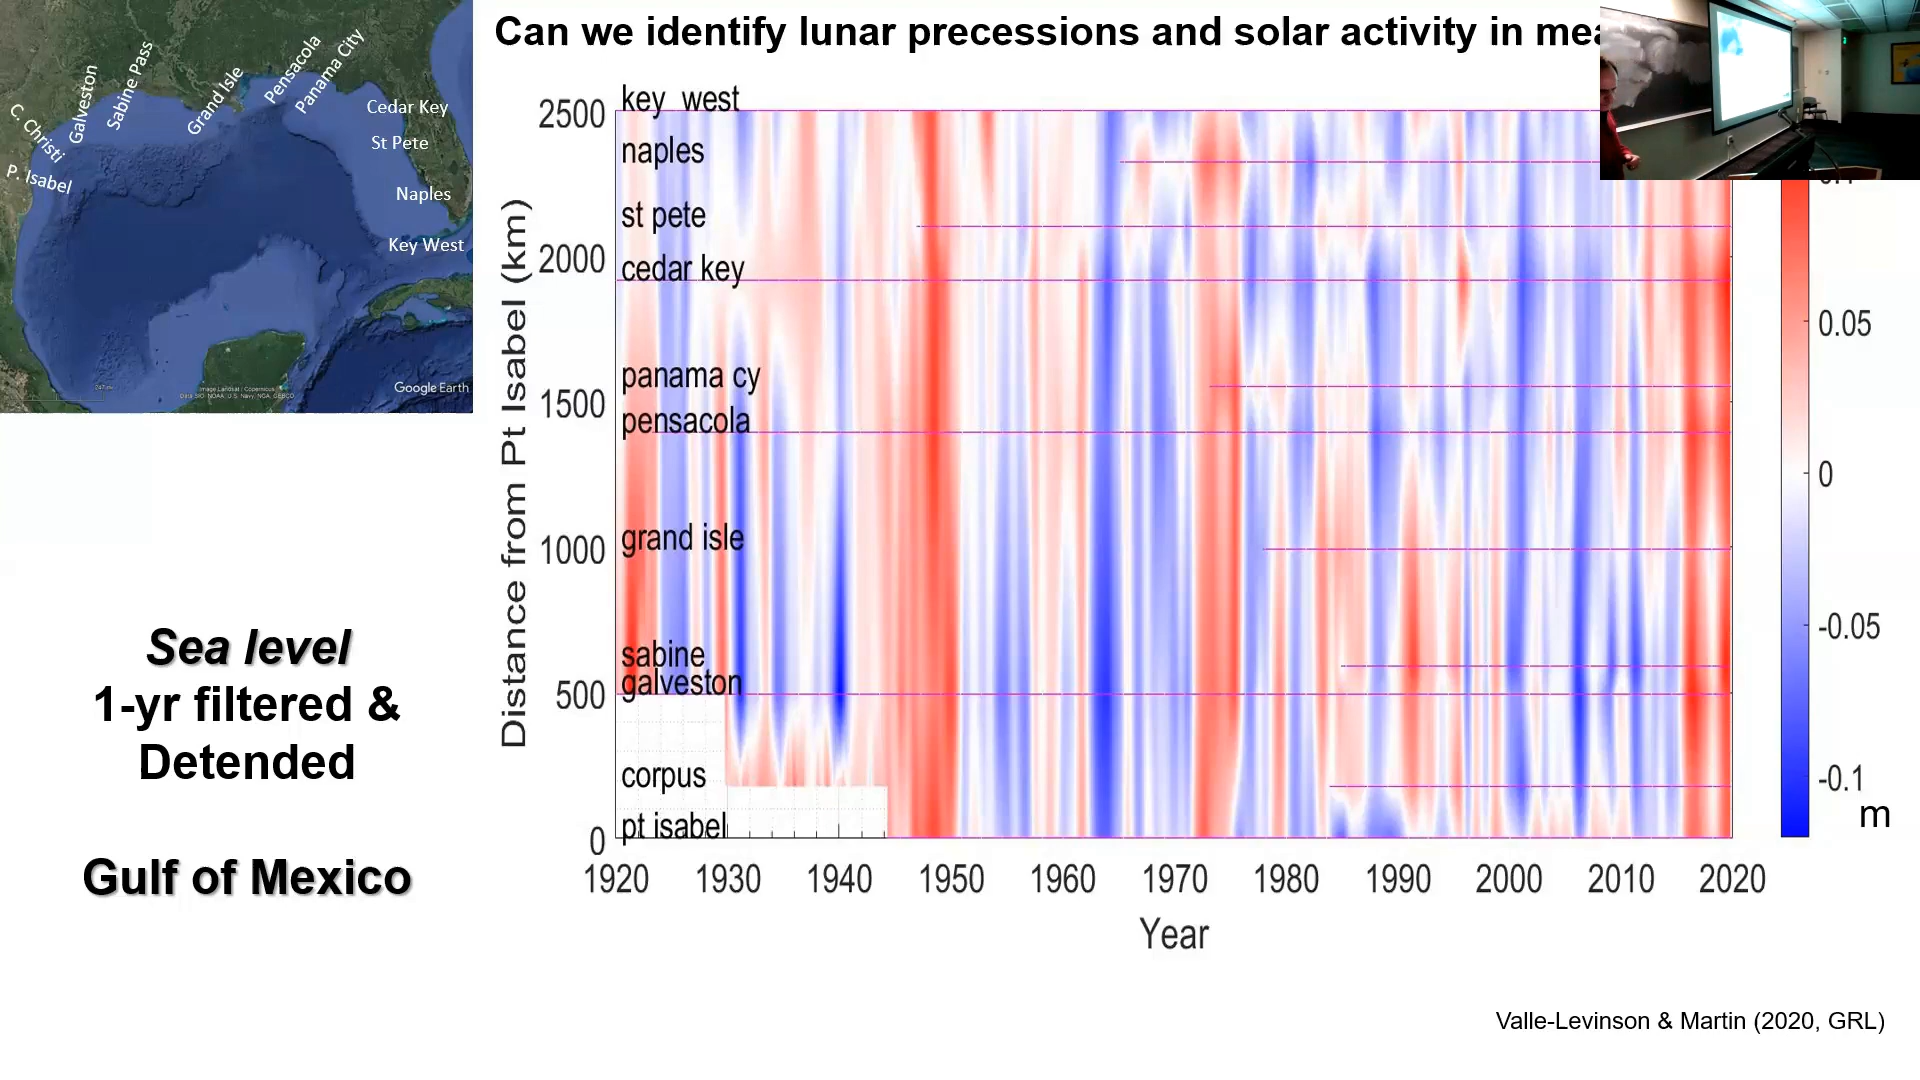 Can we identify lunar precessions and solar activity in mea
C. Christi
P. Isabel
Galveston
Sabine Pass
Grand Isle
Pensacola
Panama City
Cedar Key
St Pete
Naples
Key West
Google Earth
Sea level
1-yr filtered &
Detended
Gulf of Mexico
Distance from Pt Isabel (km)
2500
2000
1500
1000
500
0
key west
naples
st pete
cedar key
panama cy
pensacola
grand isle
sabine
galveston
corpus
pt isabel
1920 1930 1940 1950 1960 1970 1980 1990 2000 2010 2020
Year
0.05
0
-0.05
-0.1
m
Valle-Levinson & Martin (2020, GRL)